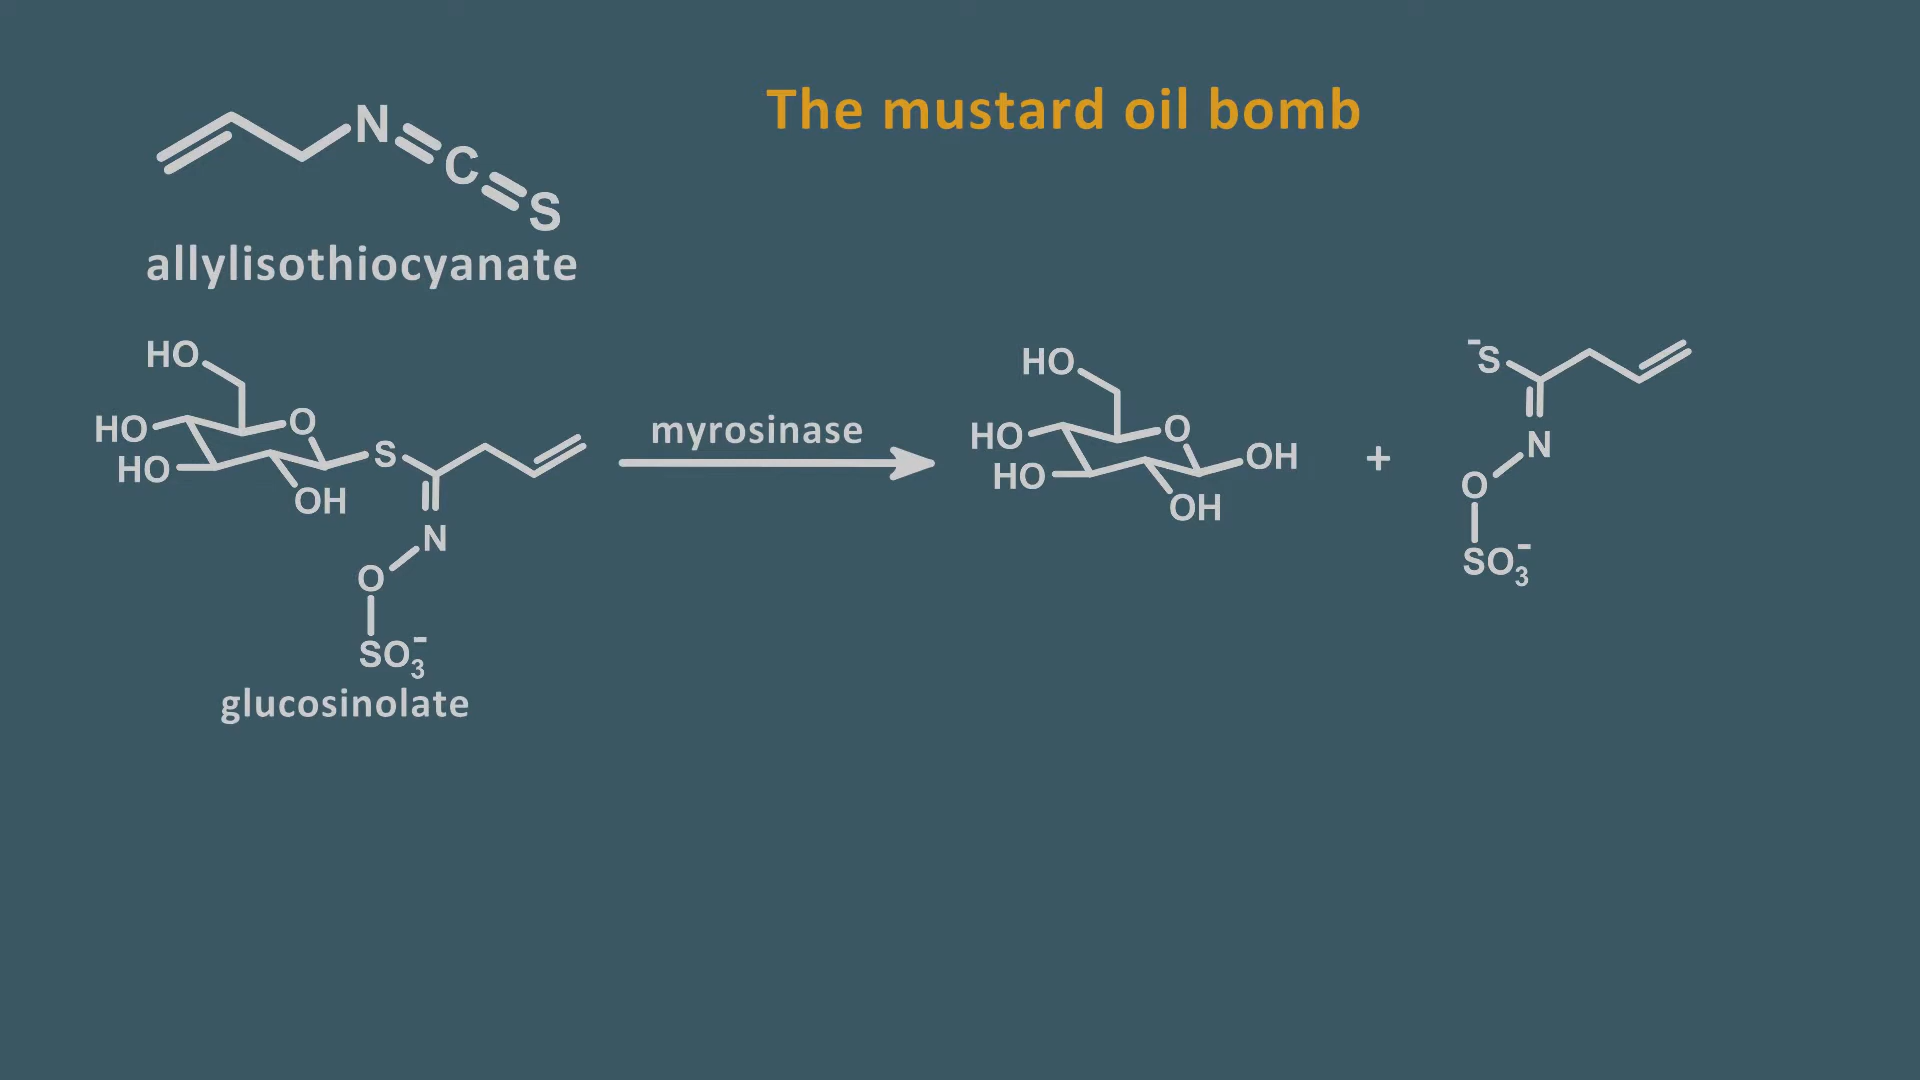 The mustard oil bomb
N
C
S
allylisothiocyanate
HO
HO
HO
O
S
OH
N
O
SO₃⁻
glucosinolate
myrosinase
HO
HO
HO
O
OH
OH
+
⁻S
N
O
SO₃⁻